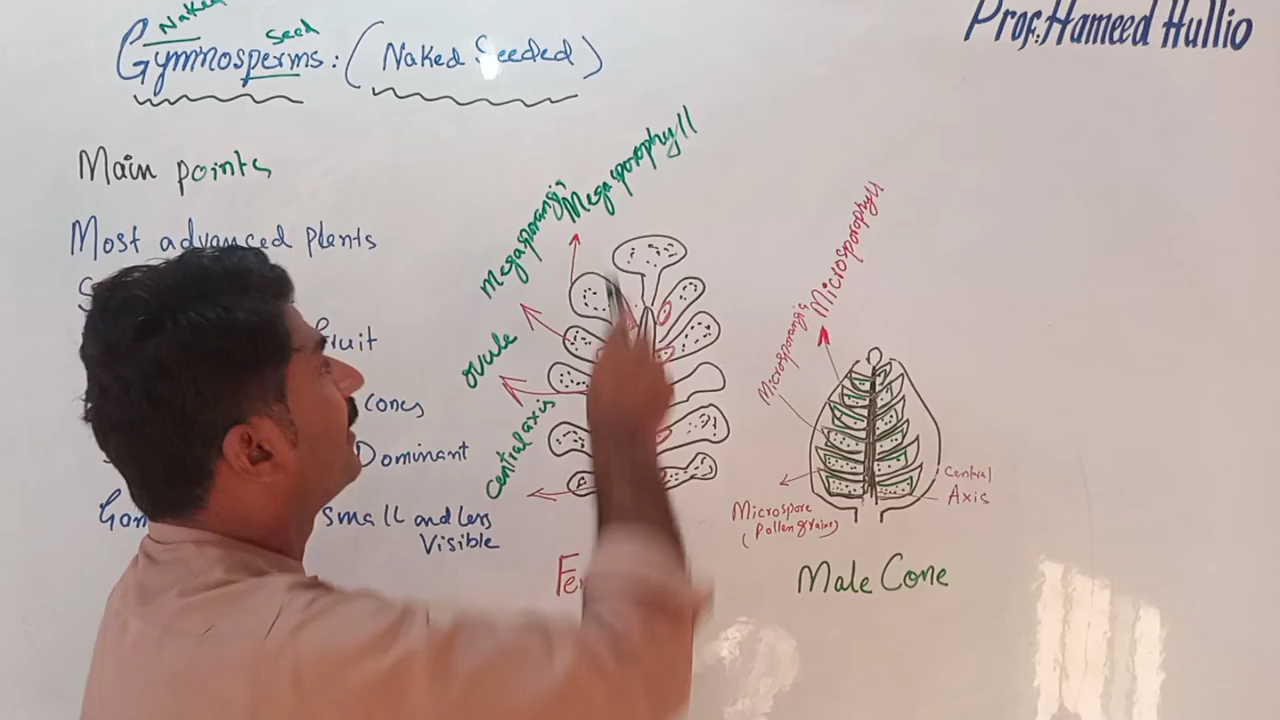 Naked
Seed
Gymnosperms: (Naked Seeded)
Prof: Hameed Hullio
Main points
Most advanced plants
S
fruit
Cones
Dominant
Small and less
Visible
Megasporophyll
Megasporangia
ovule
Central axis
Microsporophyll
Microsporangia
Microspore
(Pollen grains)
Central
Axis
Fe
Male Cone